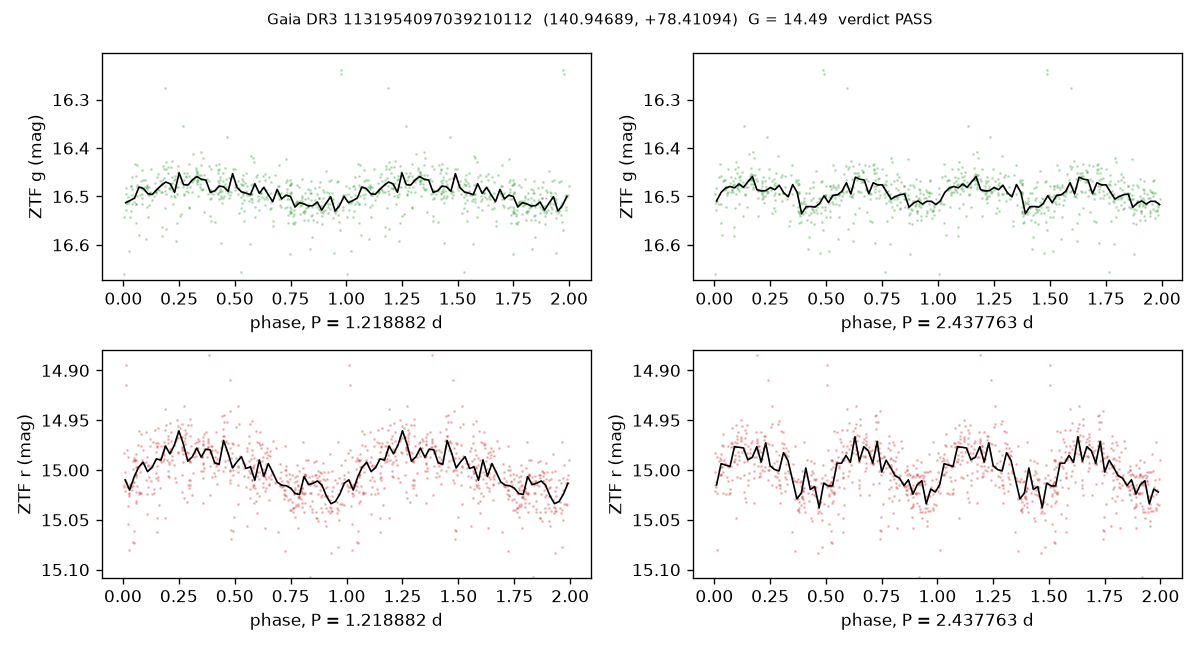 Gaia DR3 1131954097039210112 (140.94689, +78.41094) G = 14.49 verdict PASS
ZTF g (mag)
16.3
16.4
16.5
16.6
0.00 0.25 0.50 0.75 1.00 1.25 1.50 1.75 2.00
phase, P = 1.218882 d
ZTF g (mag)
16.3
16.4
16.5
16.6
0.00 0.25 0.50 0.75 1.00 1.25 1.50 1.75 2.00
phase, P = 2.437763 d
ZTF r (mag)
14.90
14.95
15.00
15.05
15.10
0.00 0.25 0.50 0.75 1.00 1.25 1.50 1.75 2.00
phase, P = 1.218882 d
ZTF r (mag)
14.90
14.95
15.00
15.05
15.10
0.00 0.25 0.50 0.75 1.00 1.25 1.50 1.75 2.00
phase, P = 2.437763 d